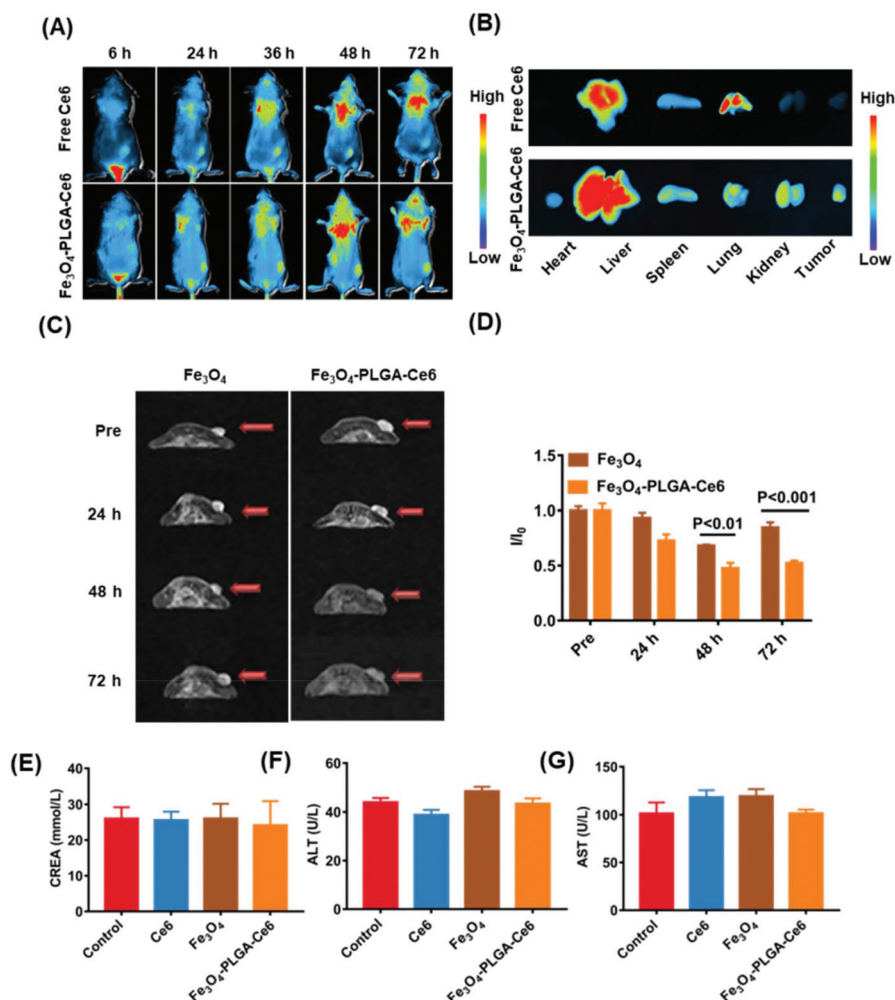 (A)
6 h 24 h 36 h 48 h 72 h
Free Ce6
Fe₃O₄-PLGA-Ce6
High
Low
(B)
Free Ce6
Fe₃O₄-PLGA-Ce6
Heart Liver Spleen Lung Kidney Tumor
High
Low
(C)
Fe₃O₄ Fe₃O₄-PLGA-Ce6
Pre
24 h
48 h
72 h
(D)
Fe₃O₄
Fe₃O₄-PLGA-Ce6
P<0.01
P<0.001
I/I₀
1.5
1.0
0.5
0.0
Pre 24 h 48 h 72 h
(E)
CREA (mmol/L)
40
30
20
10
0
Control Ce6 Fe₃O₄ Fe₃O₄-PLGA-Ce6
(F)
ALT (U/L)
60
40
20
0
Control Ce6 Fe₃O₄ Fe₃O₄-PLGA-Ce6
(G)
AST (U/L)
150
100
50
0
Control Ce6 Fe₃O₄ Fe₃O₄-PLGA-Ce6